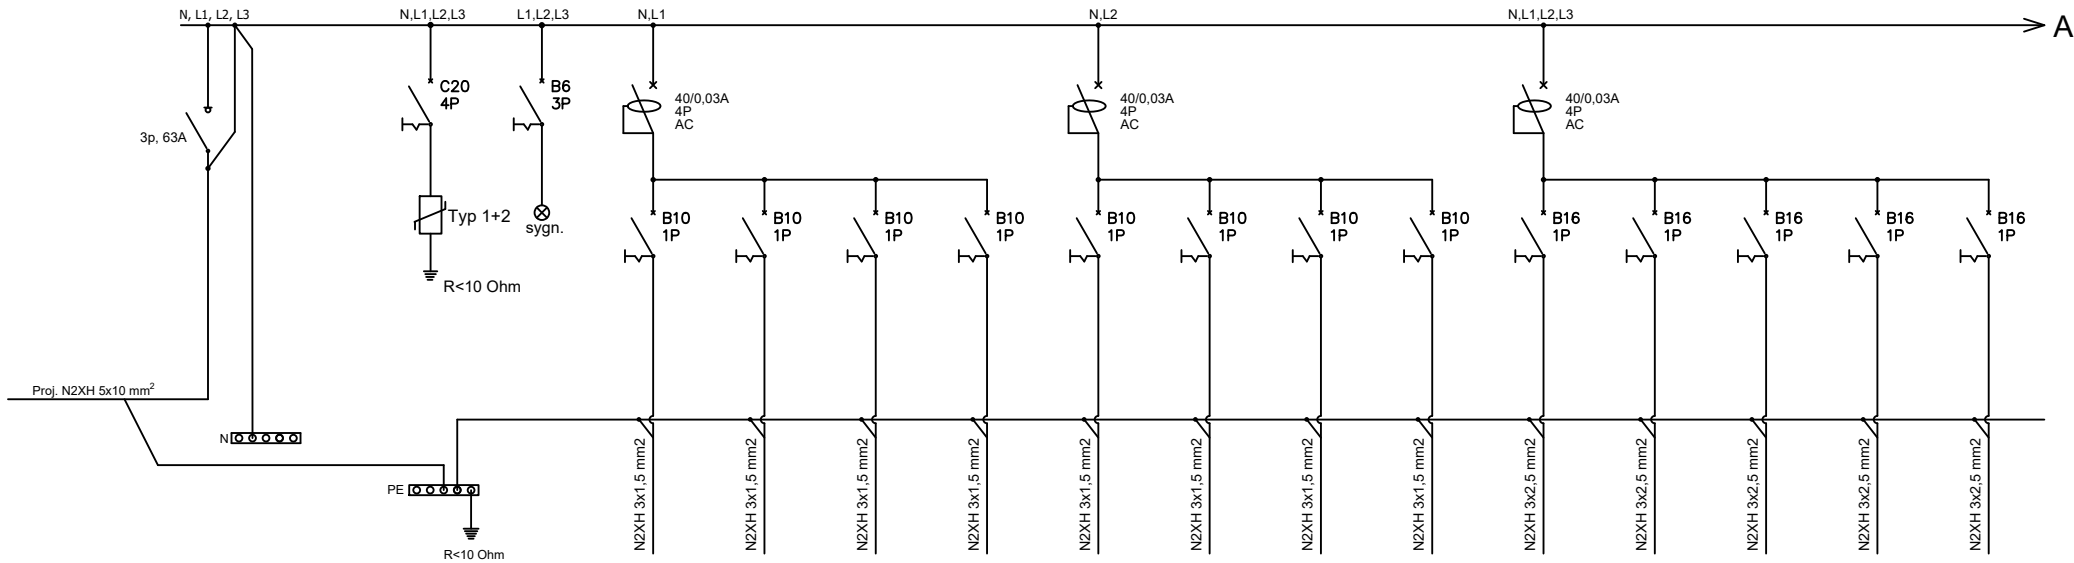 N, L1, L2, L3
N,L1,L2,L3
L1,L2,L3
N,L1
N,L2
N,L1,L2,L3
A
3p, 63A
C20
4P
B6
3P
40/0,03A
4P
AC
40/0,03A
4P
AC
40/0,03A
4P
AC
Typ 1+2
sygn.
R<10 Ohm
B10
1P
B10
1P
B10
1P
B10
1P
B10
1P
B10
1P
B10
1P
B10
1P
B16
1P
B16
1P
B16
1P
B16
1P
B16
1P
Proj. N2XH 5x10 mm²
N
PE
R<10 Ohm
N2XH 3x1,5 mm2
N2XH 3x1,5 mm2
N2XH 3x1,5 mm2
N2XH 3x1,5 mm2
N2XH 3x1,5 mm2
N2XH 3x1,5 mm2
N2XH 3x1,5 mm2
N2XH 3x1,5 mm2
N2XH 3x2,5 mm2
N2XH 3x2,5 mm2
N2XH 3x2,5 mm2
N2XH 3x2,5 mm2
N2XH 3x2,5 mm2